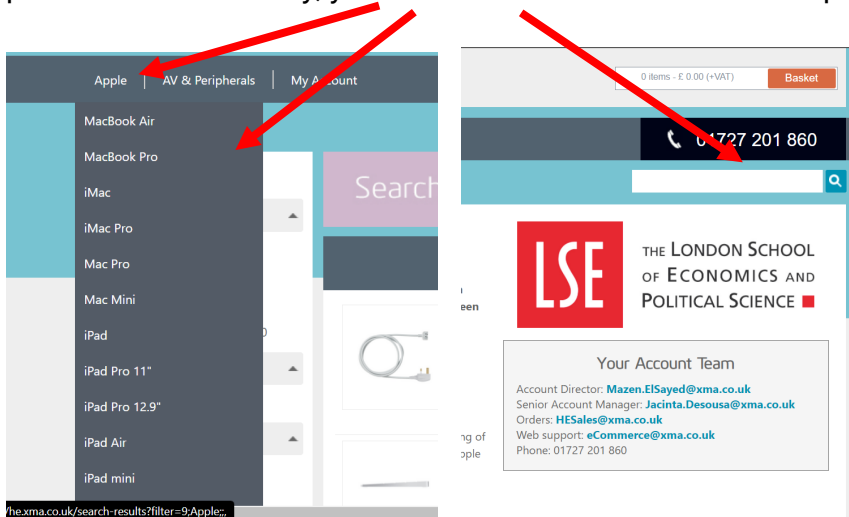 Apple AV & Peripherals My Account
MacBook Air
MacBook Pro
iMac
iMac Pro
Mac Pro
Mac Mini
iPad
iPad Pro 11"
iPad Pro 12.9"
iPad Air
iPad mini
/he.xma.co.uk/search-results?filter=9;Apple;;,
Search
0 items - £ 0.00 (+VAT) Basket
01727 201 860
LSE
THE LONDON SCHOOL
OF ECONOMICS AND
POLITICAL SCIENCE
Your Account Team
Account Director: Mazen.ElSayed@xma.co.uk
Senior Account Manager: Jacinta.Desousa@xma.co.uk
Orders: HESales@xma.co.uk
Web support: eCommerce@xma.co.uk
Phone: 01727 201 860